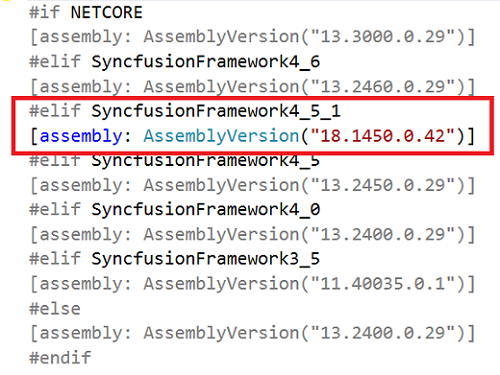 #if NETCORE
[assembly: AssemblyVersion("13.3000.0.29")]
#elif SyncfusionFramework4_6
[assembly: AssemblyVersion("13.2460.0.29")]
#elif SyncfusionFramework4_5_1
[assembly: AssemblyVersion("18.1450.0.42")]
#elif SyncfusionFramework4_5
[assembly: AssemblyVersion("13.2450.0.29")]
#elif SyncfusionFramework4_0
[assembly: AssemblyVersion("13.2400.0.29")]
#elif SyncfusionFramework3_5
[assembly: AssemblyVersion("11.40035.0.1")]
#else
[assembly: AssemblyVersion("13.2400.0.29")]
#endif